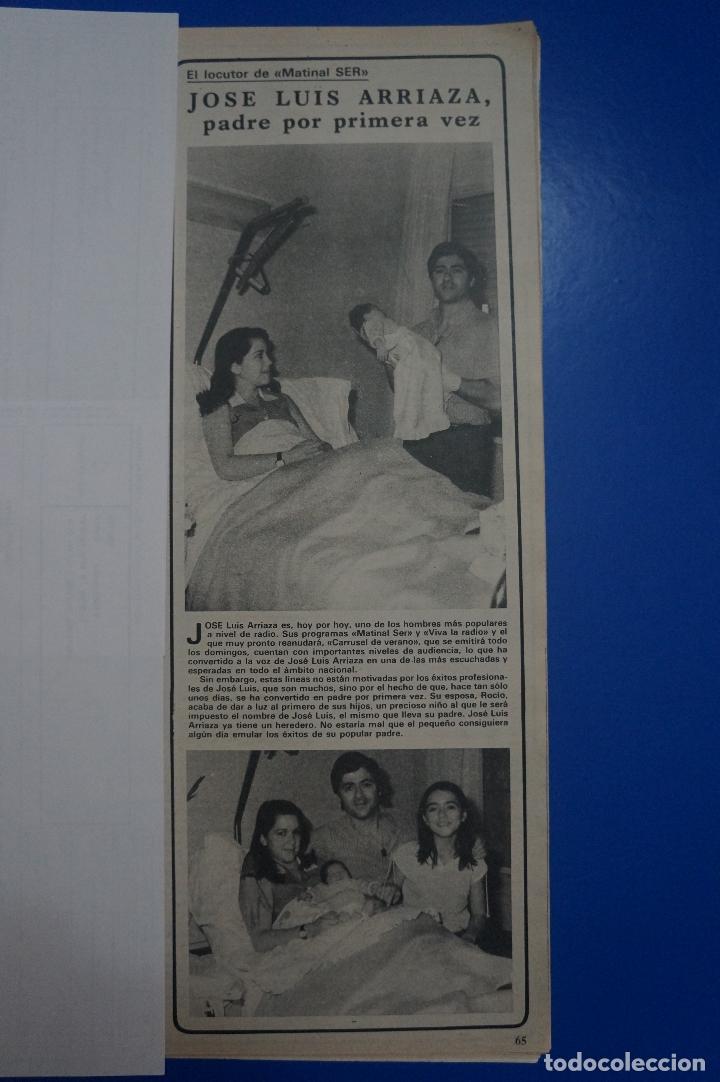 El locutor de «Matinal SER»
JOSE LUIS ARRIAZA,
padre por primera vez
JOSE Luis Arriaza es, hoy por hoy, uno de los hombres más populares
a nivel de radio. Sus programas «Matinal Ser» y «Viva la radio» y el
que muy pronto reanudará, «Carrusel de verano», que se emitirá todo
los domingos, cuentan con importantes niveles de audiencia, lo que ha
convertido a la voz de José Luis Arriaza en una de las más escuchadas y
esperadas en todo el ámbito nacional.
Sin embargo, estas líneas no están motivadas por los éxitos profesiona-
les de José Luis, que son muchos, sino por el hecho de que, hace tan sólo
unos días, se ha convertido en padre por primera vez. Su esposa, Rocío,
acaba de dar a luz al primero de sus hijos, un precioso niño al que le será
impuesto el nombre de José Luis, el mismo que lleva su padre. José Luis
Arriaza ya tiene un heredero. No estaría mal que el pequeño consiguiera
algún día emular los éxitos de su popular padre.
65
todocoleccion